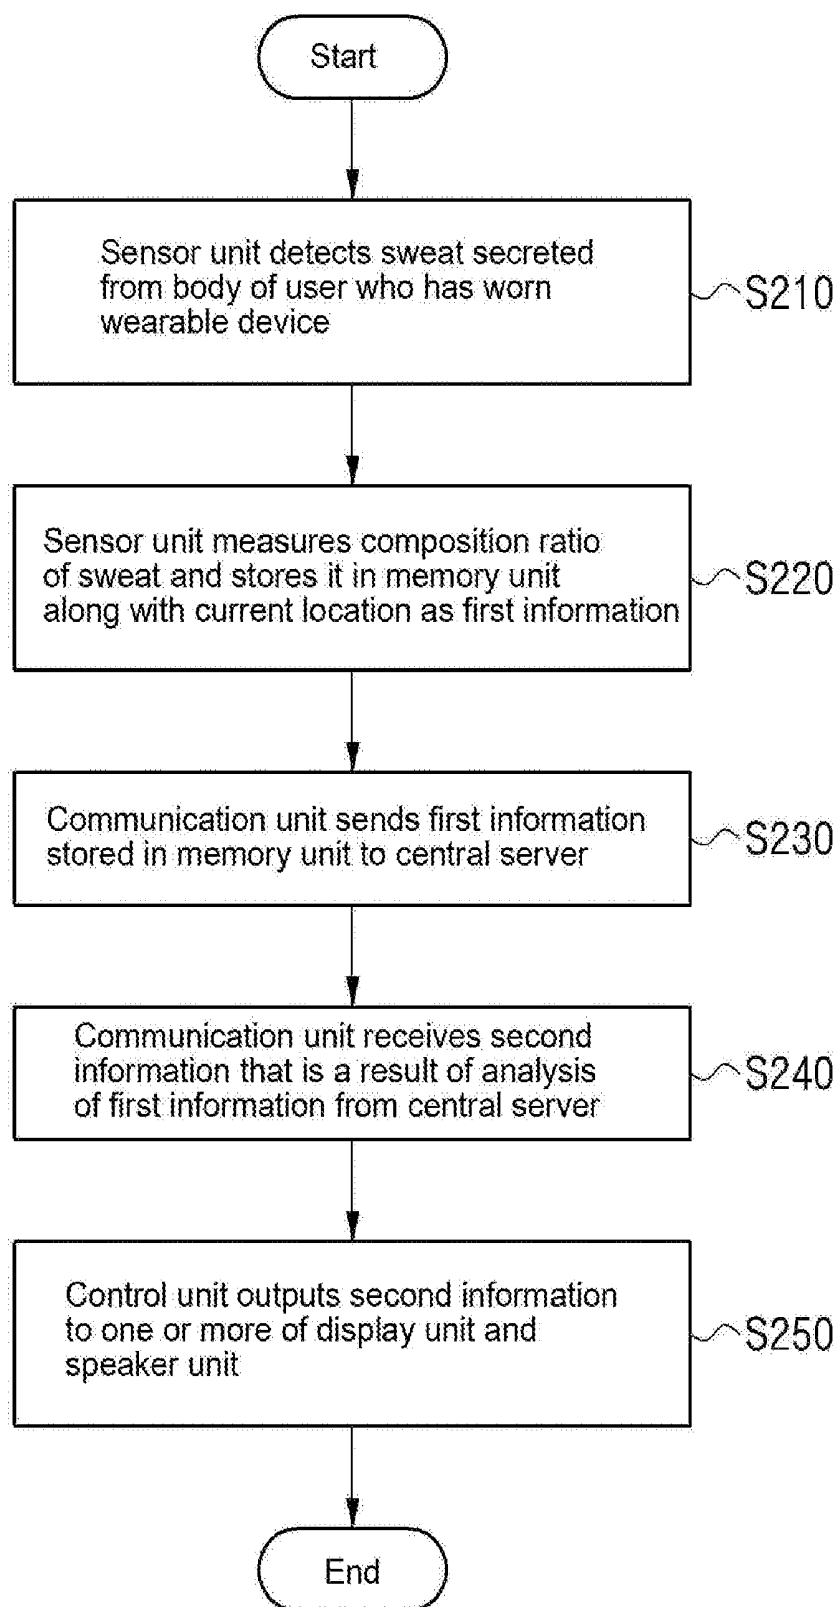 Start
Sensor unit detects sweat secreted
from body of user who has worn
wearable device
S210
Sensor unit measures composition ratio
of sweat and stores it in memory unit
along with current location as first information
S220
Communication unit sends first information
stored in memory unit to central server
S230
Communication unit receives second
information that is a result of analysis
of first information from central server
S240
Control unit outputs second information
to one or more of display unit and
speaker unit
S250
End